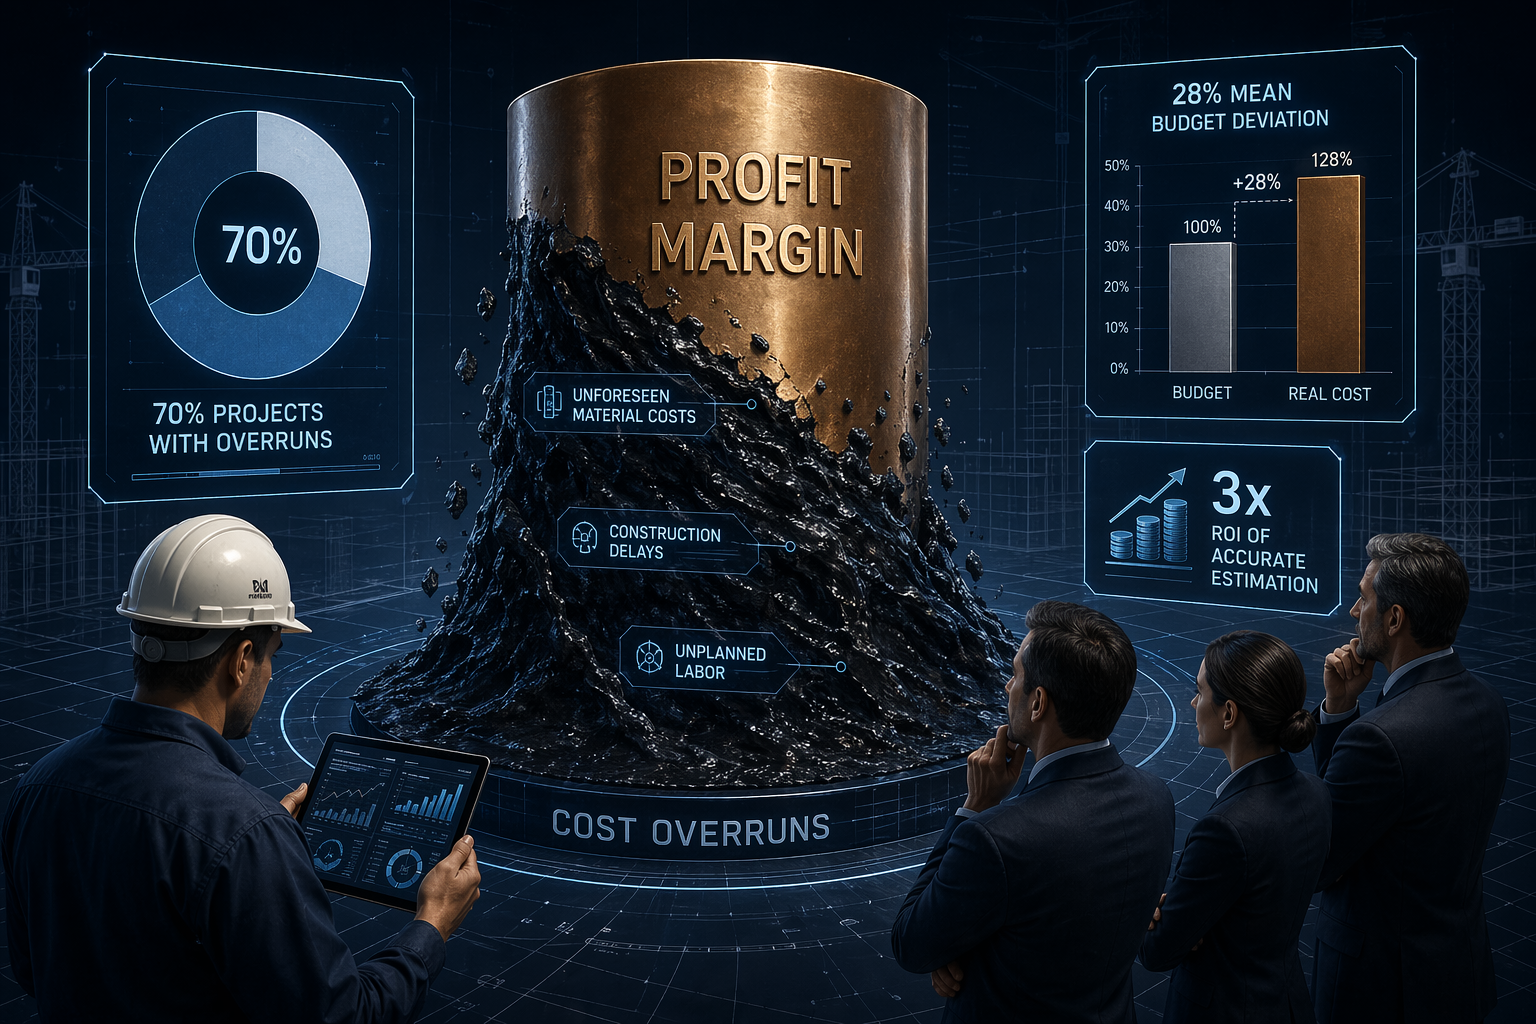 70%
70% PROJECTS
WITH OVERRUNS
PROFIT
MARGIN
UNFORESEEN
MATERIAL COSTS
CONSTRUCTION
DELAYS
UNPLANNED
LABOR
COST OVERRUNS
28% MEAN
BUDGET DEVIATION
50%
40%
30%
20%
10%
0%
100%
+28%
128%
BUDGET
REAL COST
3x
ROI OF
ACCURATE
ESTIMATION